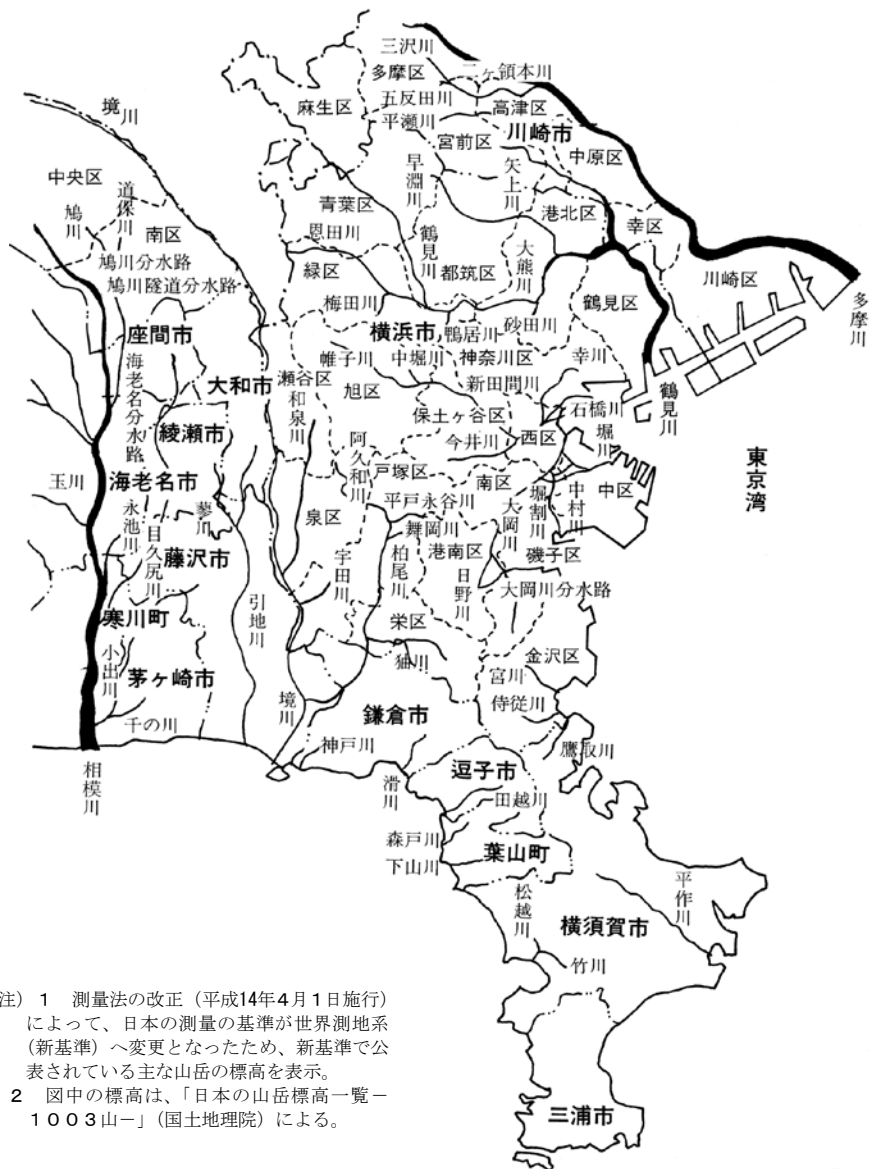 三沢川
多摩区
二ヶ領本川
麻生区
五反田川
高津区
平瀬川
川崎市
宮前区
中原区
境川
中央区
道保川
鳩川
南区
鳩川分水路
鳩川隧道分水路
早淵川
矢上川
青葉区
港北区
幸区
恩田川
鶴見川
大熊川
緑区
都筑区
川崎区
多摩川
梅田川
鶴見区
座間市
横浜市
鴨居川
砂田川
帷子川
中堀川
神奈川区
幸川
海老名分水路
大和市
瀬谷区
和泉川
旭区
新田間川
鶴見川
綾瀬市
保土ヶ谷区
石橋川
堀川
今井川
西区
阿久和川
東京湾
玉川
海老名市
戸塚区
南区
中区
永池川
目久尻川
蓼川
泉区
平戸永谷川
大岡川
堀割川
中村川
藤沢市
舞岡川
港南区
磯子区
宇田川
柏尾川
日野川
大岡川分水路
引地川
寒川町
栄区
小出川
㹨川
金沢区
茅ヶ崎市
宮川
境川
侍従川
千の川
鎌倉市
神戸川
鷹取川
相模川
逗子市
滑川
田越川
森戸川
葉山町
下山川
松越川
平作川
横須賀市
竹川
三浦市
注） 1　測量法の改正（平成14年4月1日施行）
によって、日本の測量の基準が世界測地系
（新基準）へ変更となったため、新基準で公
表されている主な山岳の標高を表示。
2　図中の標高は、「日本の山岳標高一覧－
1003山－」（国土地理院）による。